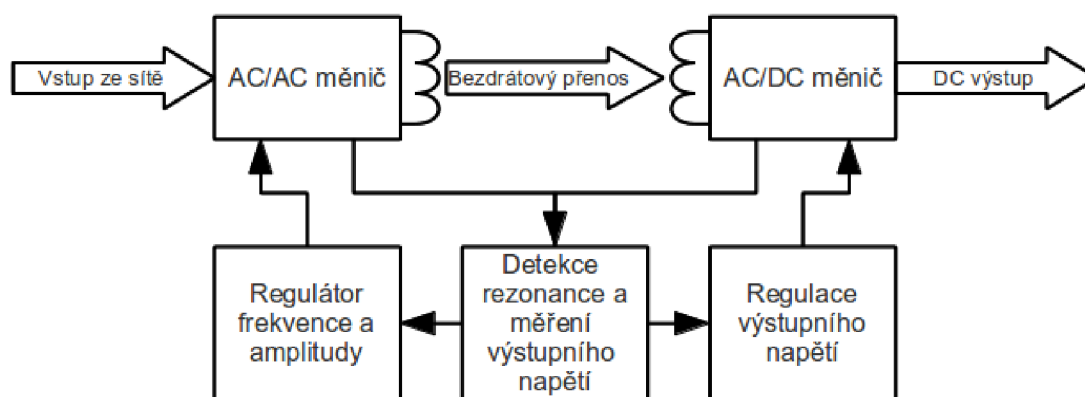 Vstup ze sítě
AC/AC měnič
Bezdrátový přenos
AC/DC měnič
DC výstup
Regulátor
frekvence a
amplitudy
Detekce
rezonance a
měření
výstupního
napětí
Regulace
výstupního
napětí